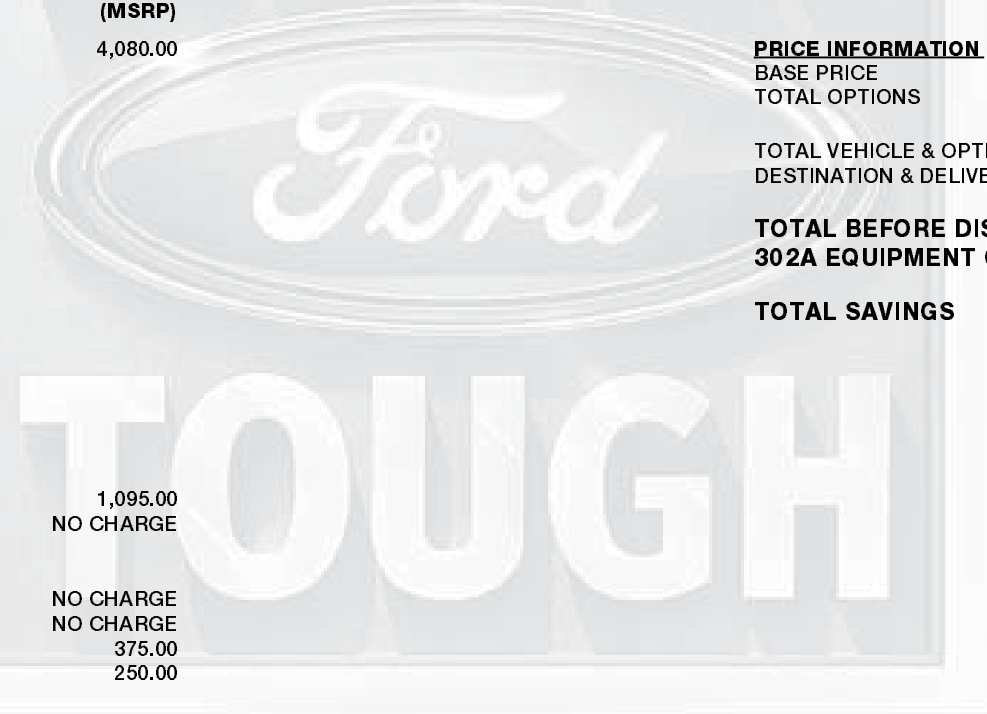 (MSRP)
4,080.00
PRICE INFORMATION
BASE PRICE
TOTAL OPTIONS
TOTAL VEHICLE & OPTI
DESTINATION & DELIVE
TOTAL BEFORE DIS
302A EQUIPMENT
TOTAL SAVINGS
Ford
TOUGH
1,095.00
NO CHARGE
NO CHARGE
NO CHARGE
375.00
250.00